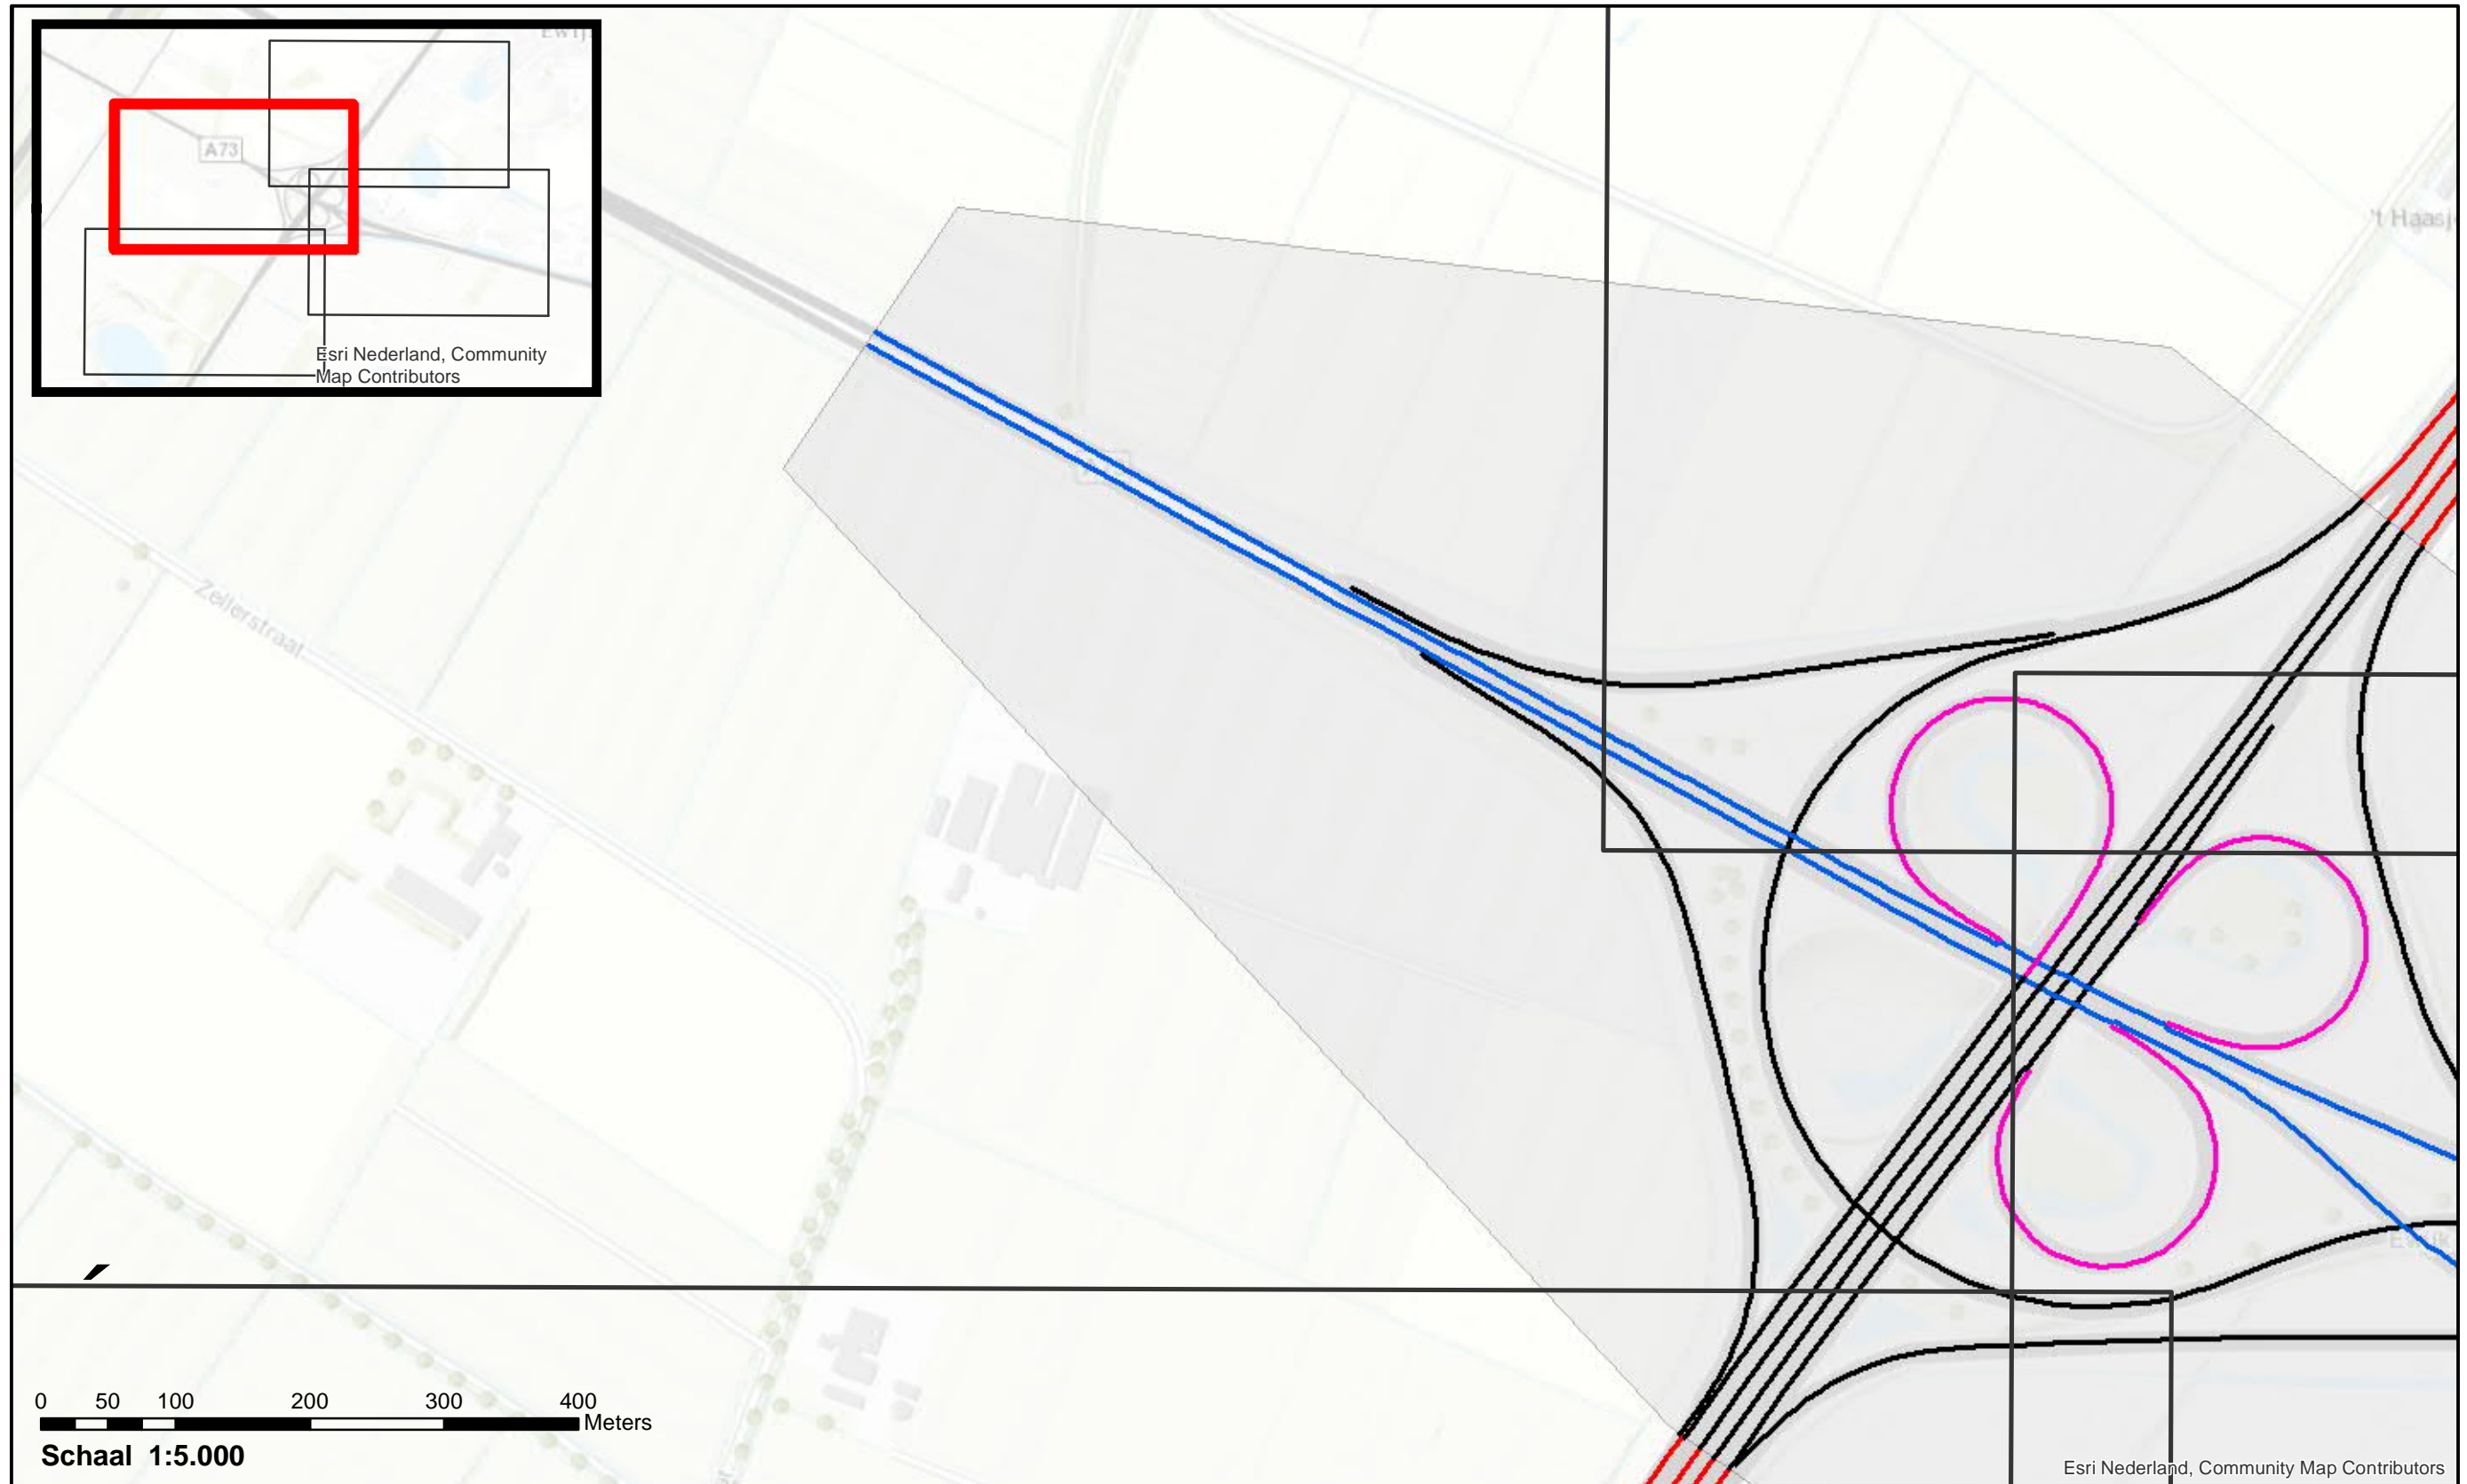 A73
Esri Nederland, Community
Map Contributors
't Haasj
Zellerstraat
0 50 100 200 300 400
Meters
Schaal 1:5.000
Esri Nederland, Community Map Contributors